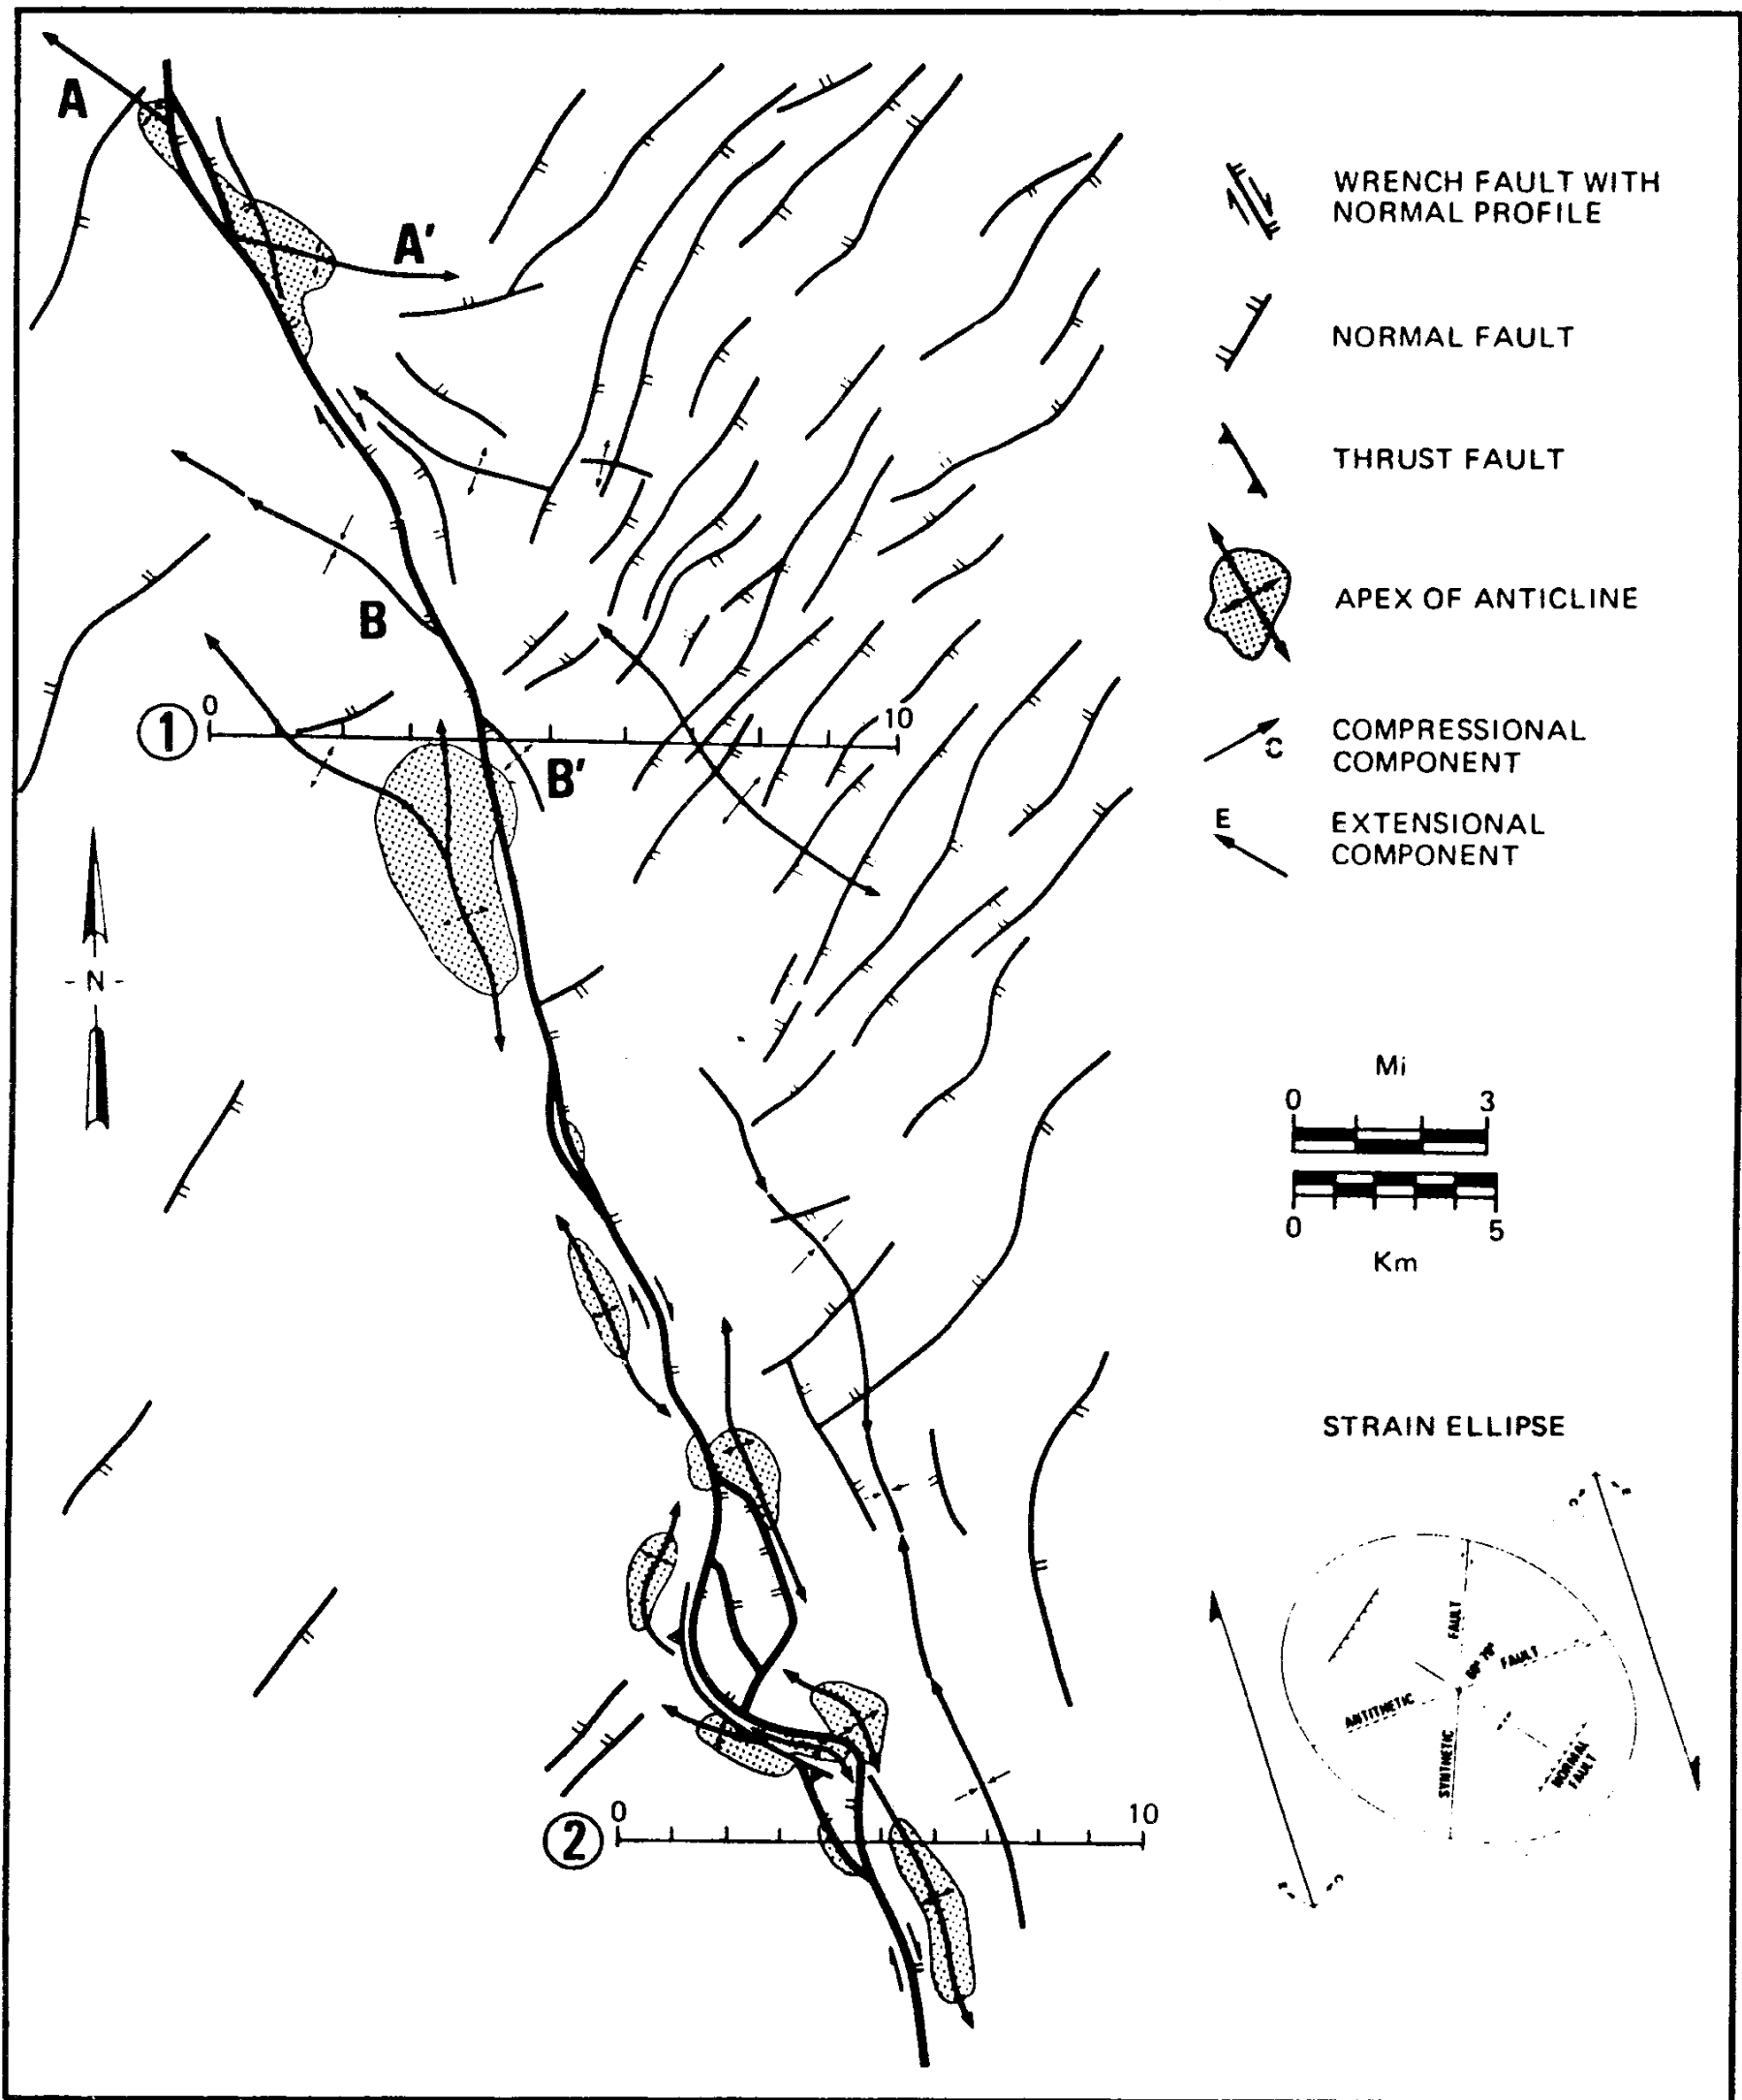 A
A'
B
B'
1
0
10
WRENCH FAULT WITH
NORMAL PROFILE
NORMAL FAULT
THRUST FAULT
APEX OF ANTICLINE
C
COMPRESSIONAL
COMPONENT
E
EXTENSIONAL
COMPONENT
N
Mi
0 3
0 5
Km
STRAIN ELLIPSE
FAULT
FAULT
ANTITHETIC
SYNTHETIC
NORMAL
FAULT
2
0
10